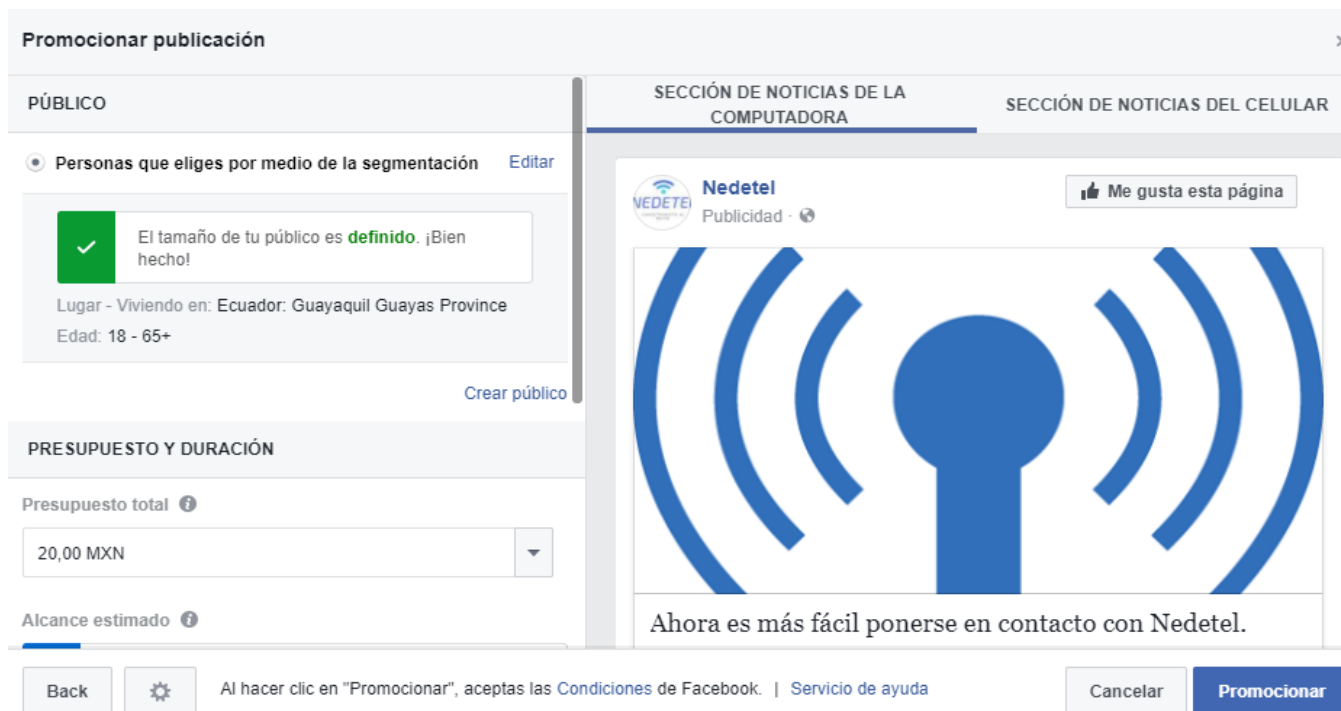 Promocionar publicación
PÚBLICO
Personas que eliges por medio de la segmentación Editar
El tamaño de tu público es definido. ¡Bien
hecho!
Lugar - Viviendo en: Ecuador: Guayaquil Guayas Province
Edad: 18 - 65+
Crear público
PRESUPUESTO Y DURACIÓN
Presupuesto total
20,00 MXN
Alcance estimado
SECCIÓN DE NOTICIAS DE LA
COMPUTADORA
SECCIÓN DE NOTICIAS DEL CELULAR
NEDETEL
Nedetel
Publicidad ·
Me gusta esta página
Ahora es más fácil ponerse en contacto con Nedetel.
Back
Al hacer clic en "Promocionar", aceptas las Condiciones de Facebook. | Servicio de ayuda
Cancelar
Promocionar